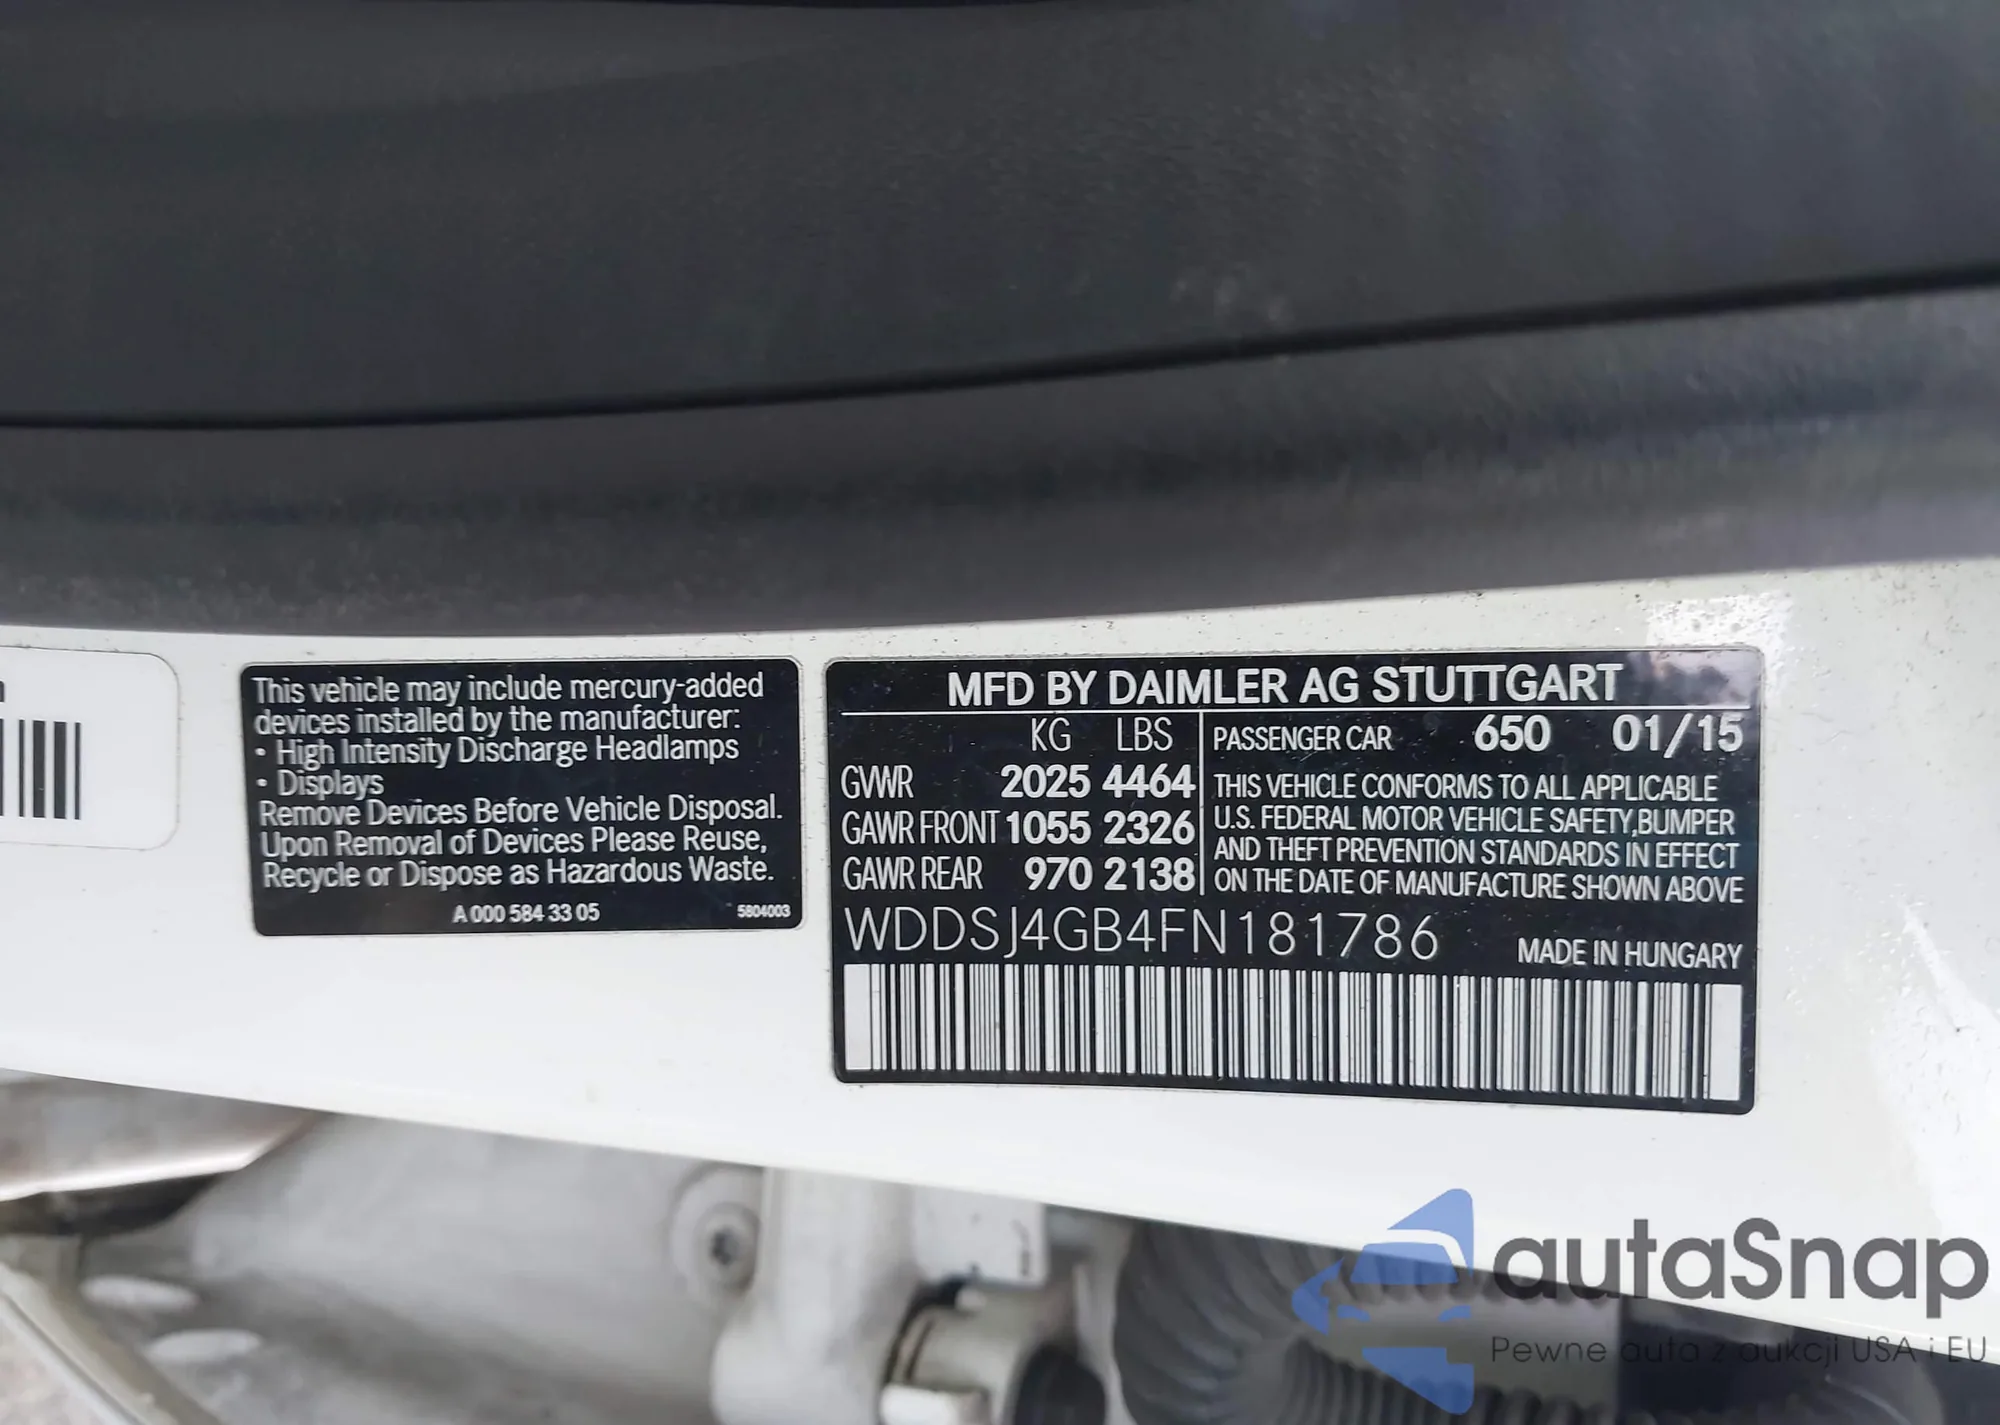 This vehicle may include mercury-added
devices installed by the manufacturer:
• High Intensity Discharge Headlamps
• Displays
Remove Devices Before Vehicle Disposal.
Upon Removal of Devices Please Reuse,
Recycle or Dispose as Hazardous Waste.
A 000 584 33 05 5804003
MFD BY DAIMLER AG STUTTGART
KG LBS
GVWR 2025 4464
GAWR FRONT 1055 2326
GAWR REAR 970 2138
PASSENGER CAR 650 01/15
THIS VEHICLE CONFORMS TO ALL APPLICABLE
U.S. FEDERAL MOTOR VEHICLE SAFETY,BUMPER
AND THEFT PREVENTION STANDARDS IN EFFECT
ON THE DATE OF MANUFACTURE SHOWN ABOVE
WDDSJ4GB4FN181786 MADE IN HUNGARY
autaSnap
Pewne auta z aukcji USA i EU